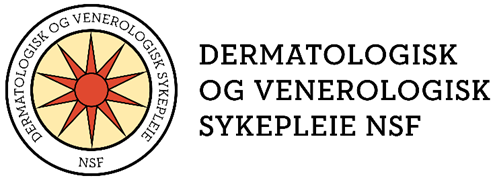 DERMATOLOGISK OG VENEROLOGISK SYKEPLEIE
NSF
DERMATOLOGISK
OG VENEROLOGISK
SYKEPLEIE NSF